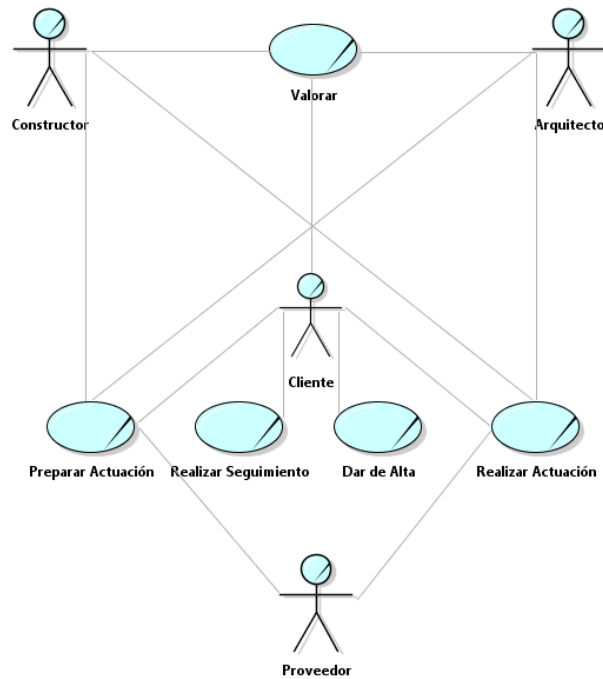 Valorar
Constructor
Arquitecto
Cliente
Preparar Actuación
Realizar Seguimiento
Dar de Alta
Realizar Actuación
Proveedor